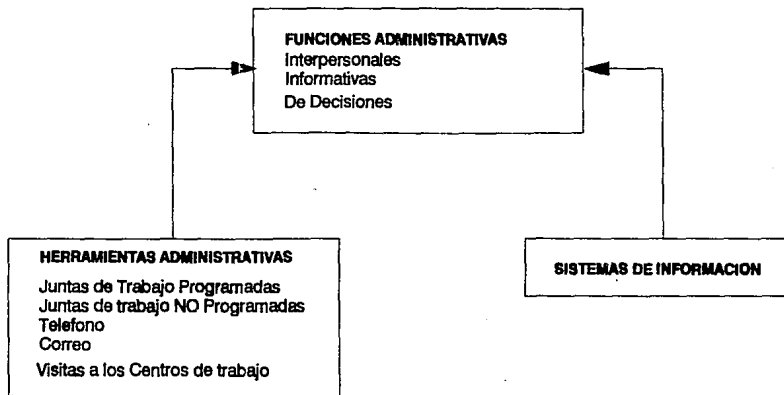 FUNCIONES ADMINISTRATIVAS
Interpersonales
Informativas
De Decisiones
HERRAMIENTAS ADMINISTRATIVAS
Juntas de Trabajo Programadas
Juntas de trabajo NO Programadas
Telefono
Correo
Visitas a los Centros de trabajo
SISTEMAS DE INFORMACION